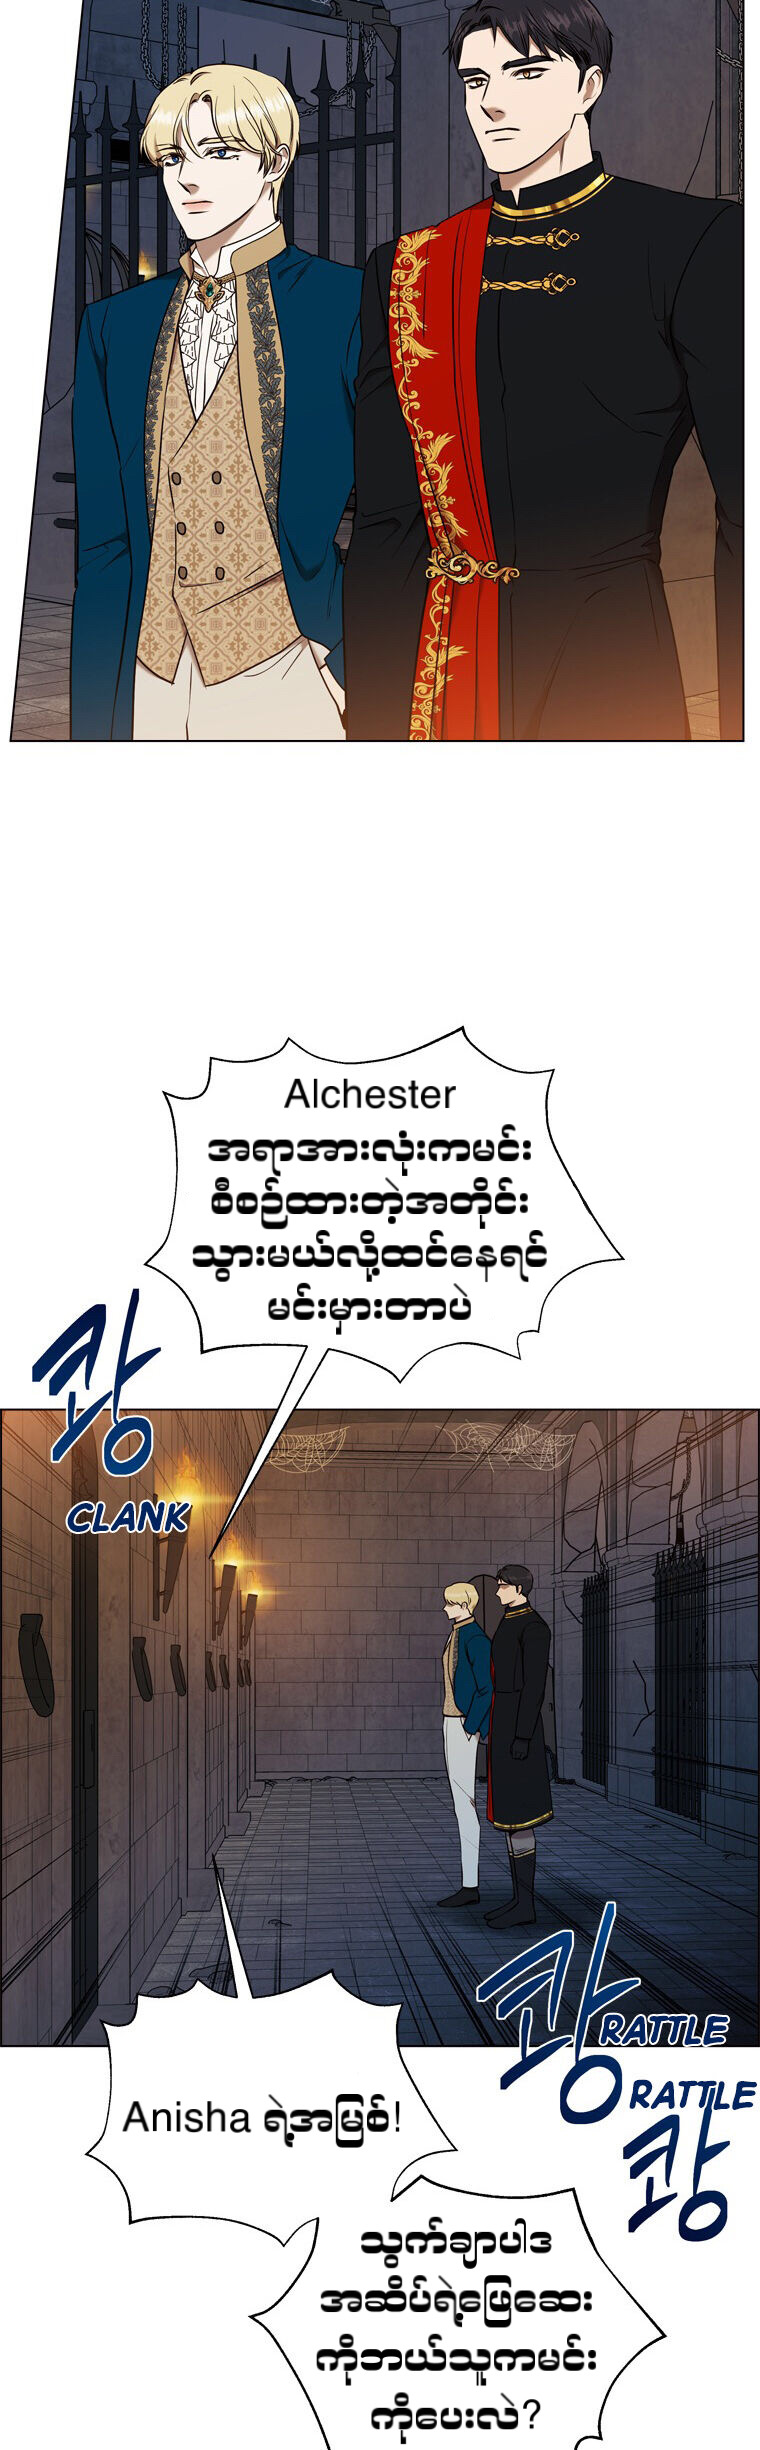 Alchester
အရာအားလုံးကမင်း
စီစဉ်ထားတဲ့အတိုင်း
သွားမယ်လို့ထင်နေရင်
မင်းမှားတာပဲ
쾅
CLANK
쾅
RATTLE
RATTLE
쾅
Anisha ရဲ့အမြစ်!
သွက်ချာပါဒ
အဆိပ်ရဲ့ဖြေဆေး
ကိုဘယ်သူကမင်း
ကိုပေးလဲ?